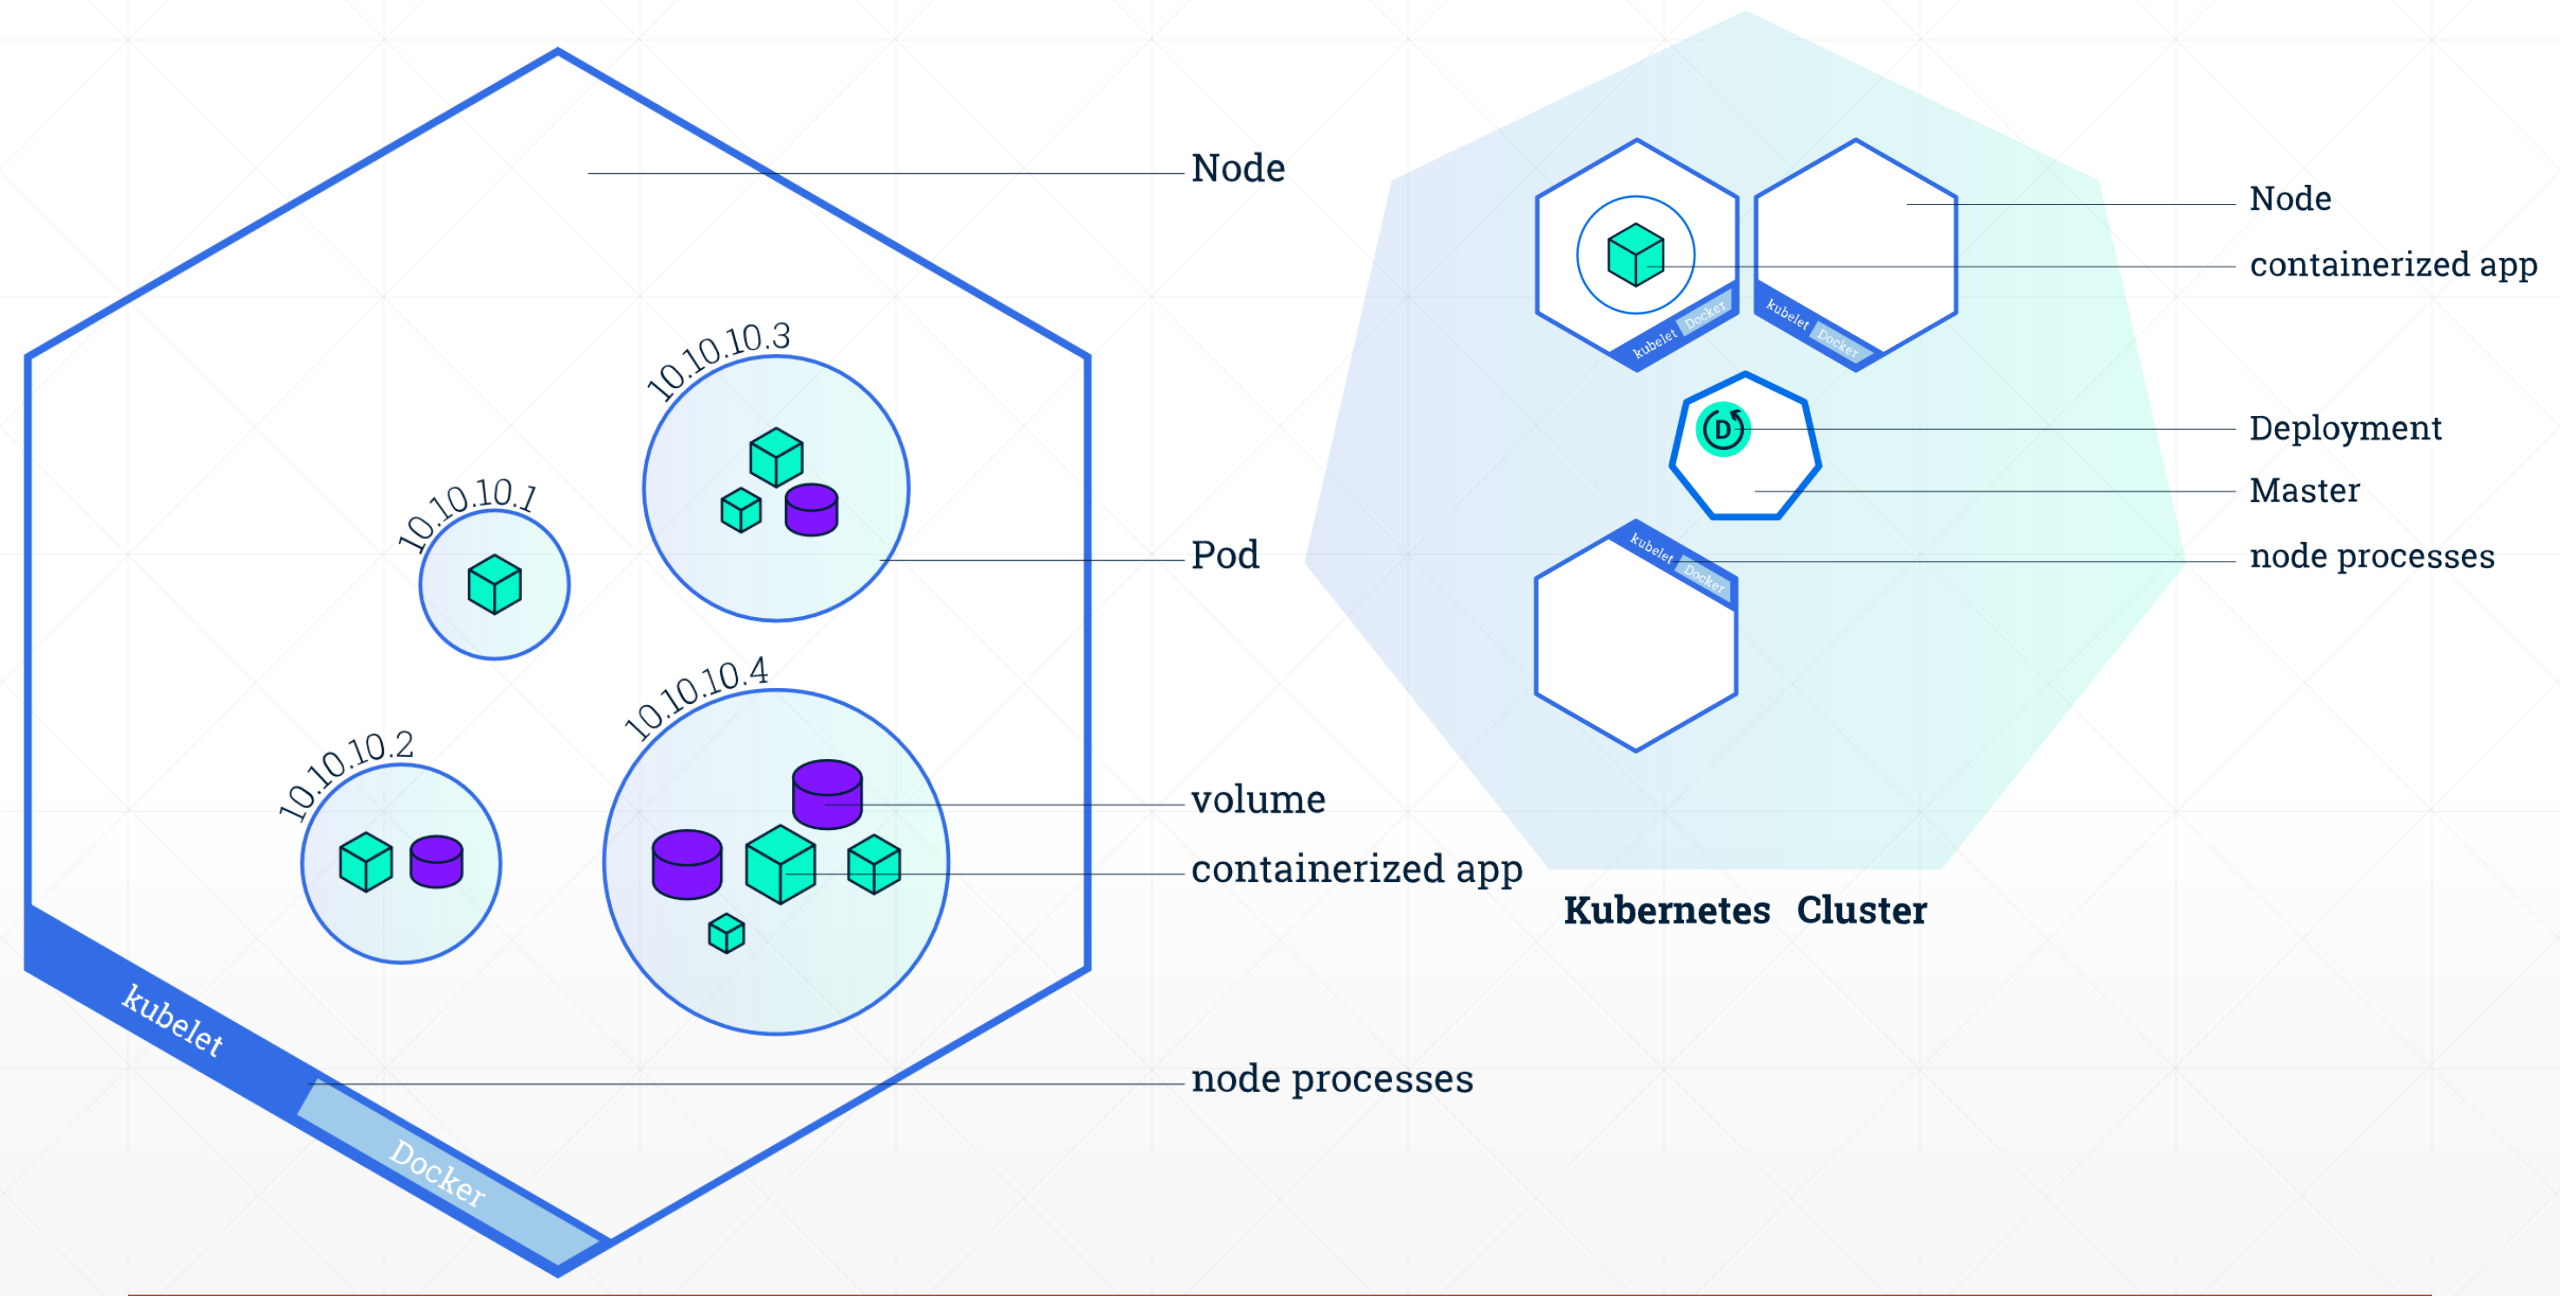 Node
10.10.10.3
10.10.10.1
Pod
10.10.10.4
10.10.10.2
volume
containerized app
kubelet
node processes
Docker
Node
containerized app
kubelet Docker
kubelet Docker
D
Deployment
Master
node processes
kubelet Docker
Kubernetes Cluster